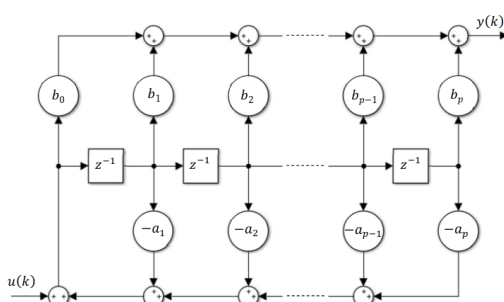 y(k)
+ + + + + + + +
b₀ b₁ b₂ bₚ₋₁ bₚ
z⁻¹ z⁻¹ z⁻¹
−a₁ −a₂ −aₚ₋₁ −aₚ
u(k)
+ + + + + + + +